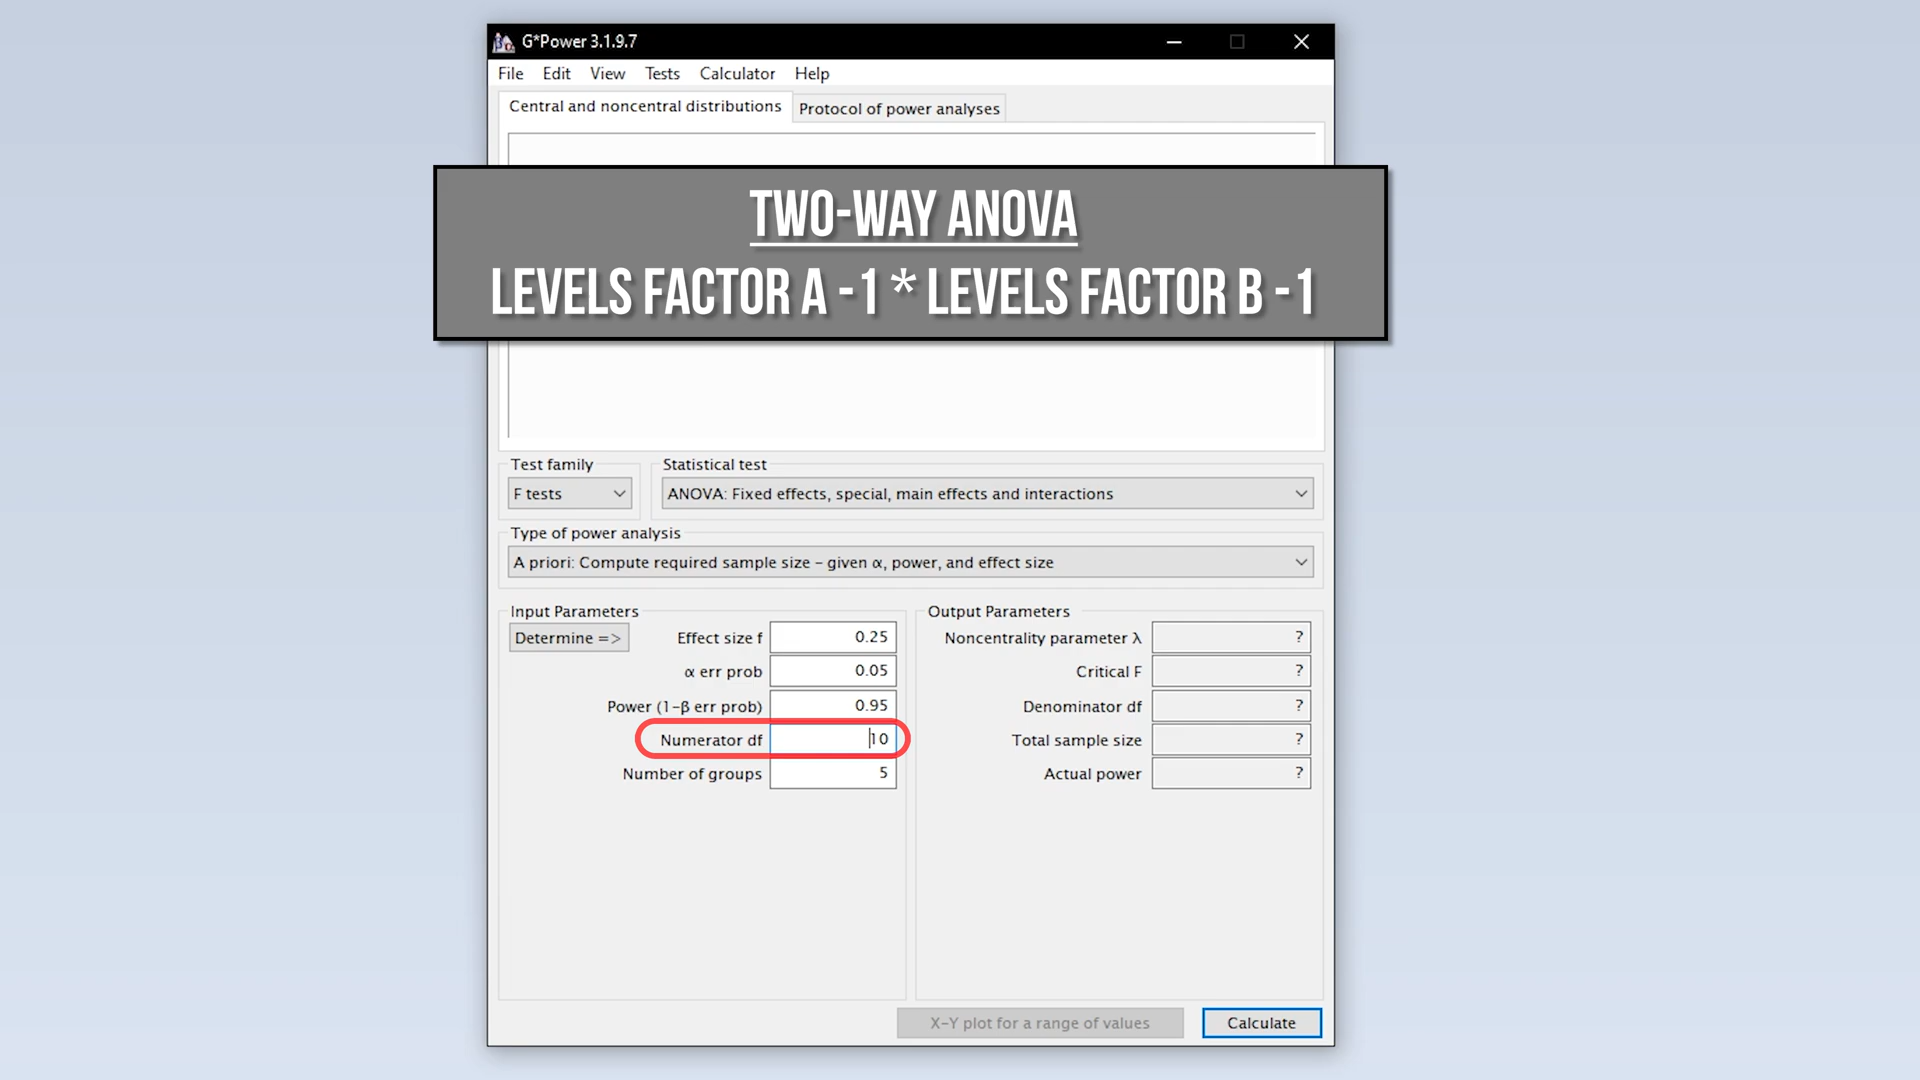 G*Power 3.1.9.7
File Edit View Tests Calculator Help
Central and noncentral distributions Protocol of power analyses
TWO-WAY ANOVA
LEVELS FACTOR A -1 * LEVELS FACTOR B -1
Test family Statistical test
F tests ANOVA: Fixed effects, special, main effects and interactions
Type of power analysis
A priori: Compute required sample size – given α, power, and effect size
Input Parameters Output Parameters
Determine => Effect size f 0.25 Noncentrality parameter λ ?
α err prob 0.05 Critical F ?
Power (1-β err prob) 0.95 Denominator df ?
Numerator df 10 Total sample size ?
Number of groups 5 Actual power ?
X-Y plot for a range of values Calculate